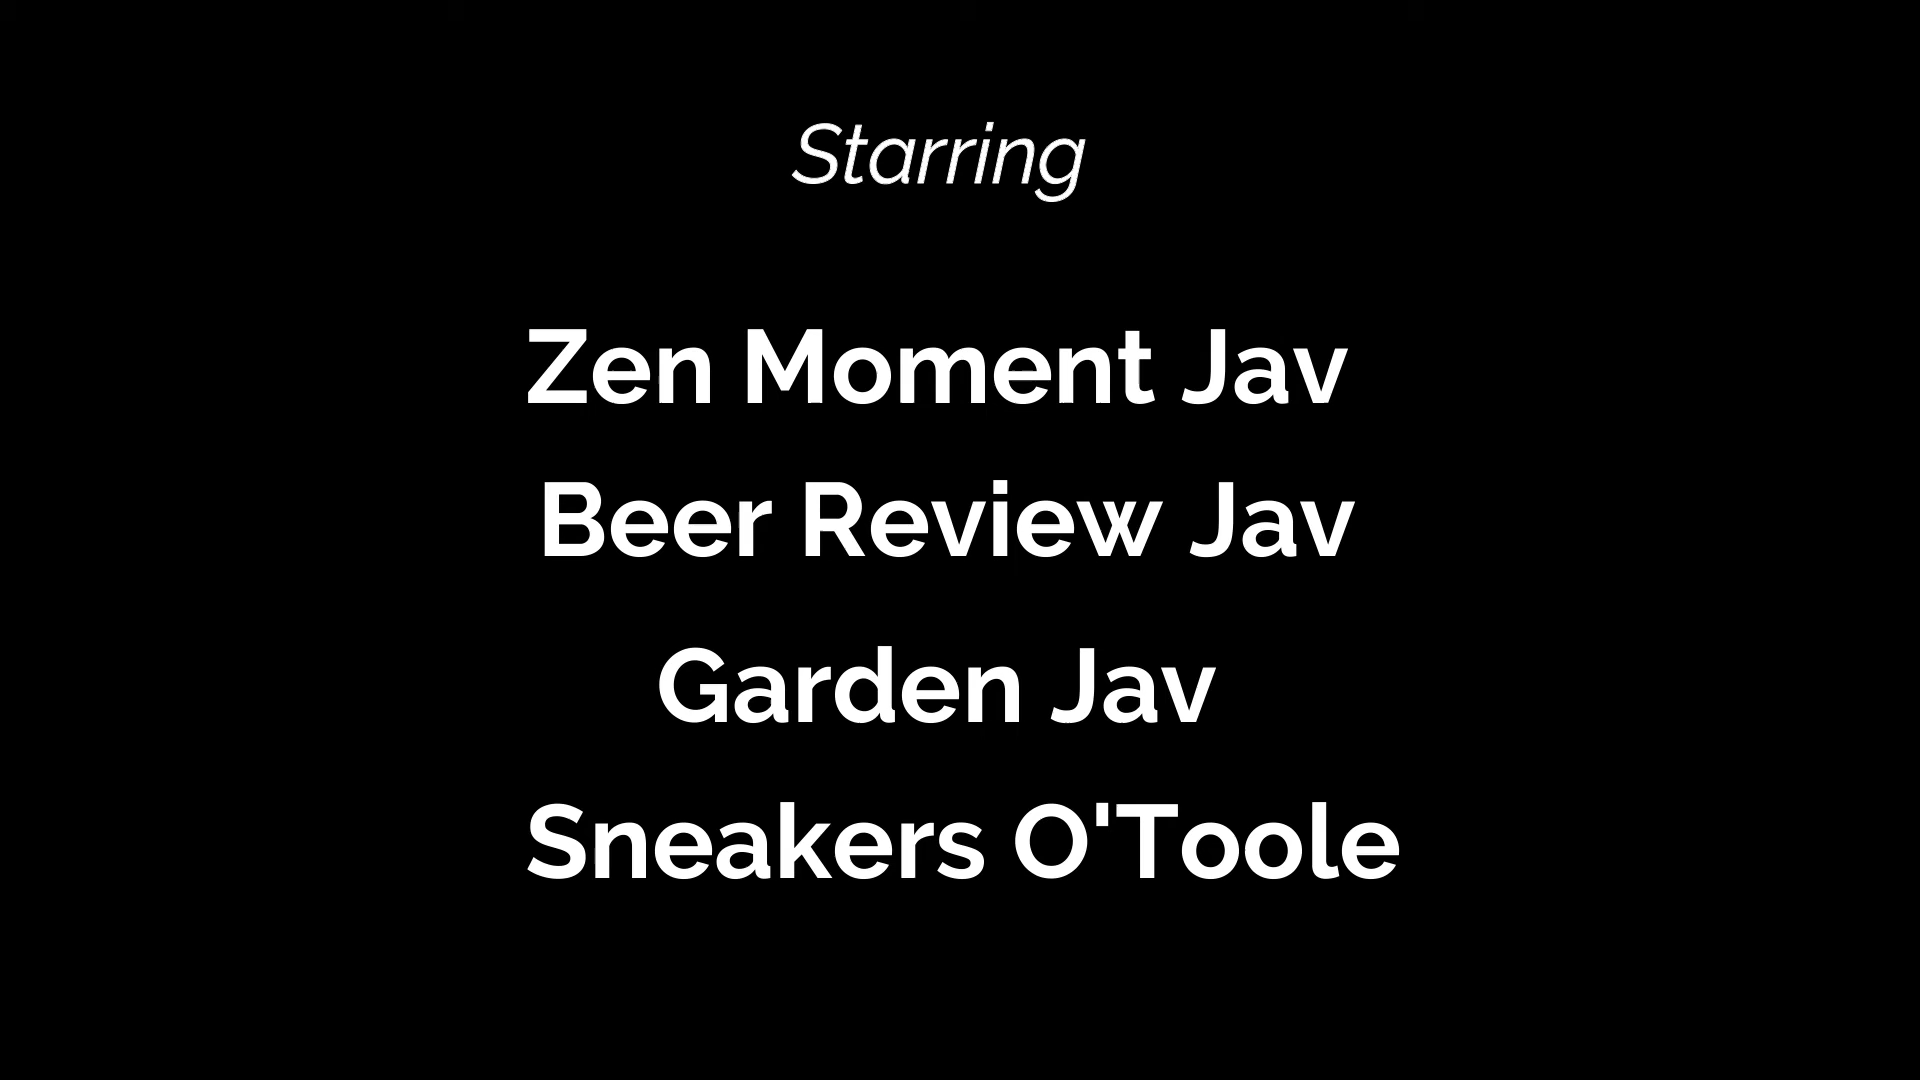 Starring
Zen Moment Jav
Beer Review Jav
Garden Jav
Sneakers O'Toole